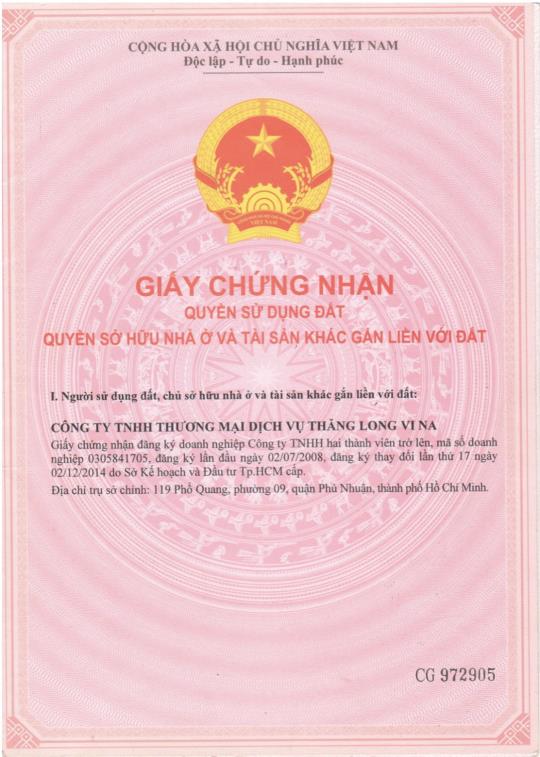 CỘNG HÒA XÃ HỘI CHỦ NGHĨA VIỆT NAM
Độc lập - Tự do - Hạnh phúc
VIỆT NAM
GIẤY CHỨNG NHẬN
QUYỀN SỬ DỤNG ĐẤT
QUYỀN SỞ HỮU NHÀ Ở VÀ TÀI SẢN KHÁC GẮN LIỀN VỚI ĐẤT
I. Người sử dụng đất, chủ sở hữu nhà ở và tài sản khác gắn liền với đất:
CÔNG TY TNHH THƯƠNG MẠI DỊCH VỤ THĂNG LONG VI NA
Giấy chứng nhận đăng ký doanh nghiệp Công ty TNHH hai thành viên trở lên, mã số doanh
nghiệp 0305841705, đăng ký lần đầu ngày 02/07/2008, đăng ký thay đổi lần thứ 17 ngày
02/12/2014 do Sở Kế hoạch và Đầu tư Tp.HCM cấp.
Địa chỉ trụ sở chính: 119 Phổ Quang, phường 09, quận Phú Nhuận, thành phố Hồ Chí Minh.
CG 972905